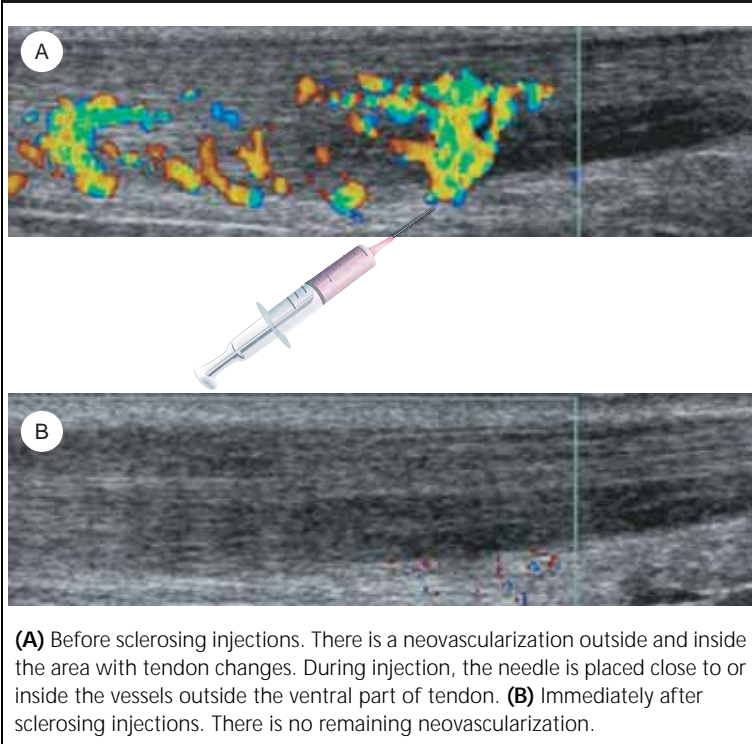 A
B
(A) Before sclerosing injections. There is a neovascularization outside and inside
the area with tendon changes. During injection, the needle is placed close to or
inside the vessels outside the ventral part of tendon. (B) Immediately after
sclerosing injections. There is no remaining neovascularization.